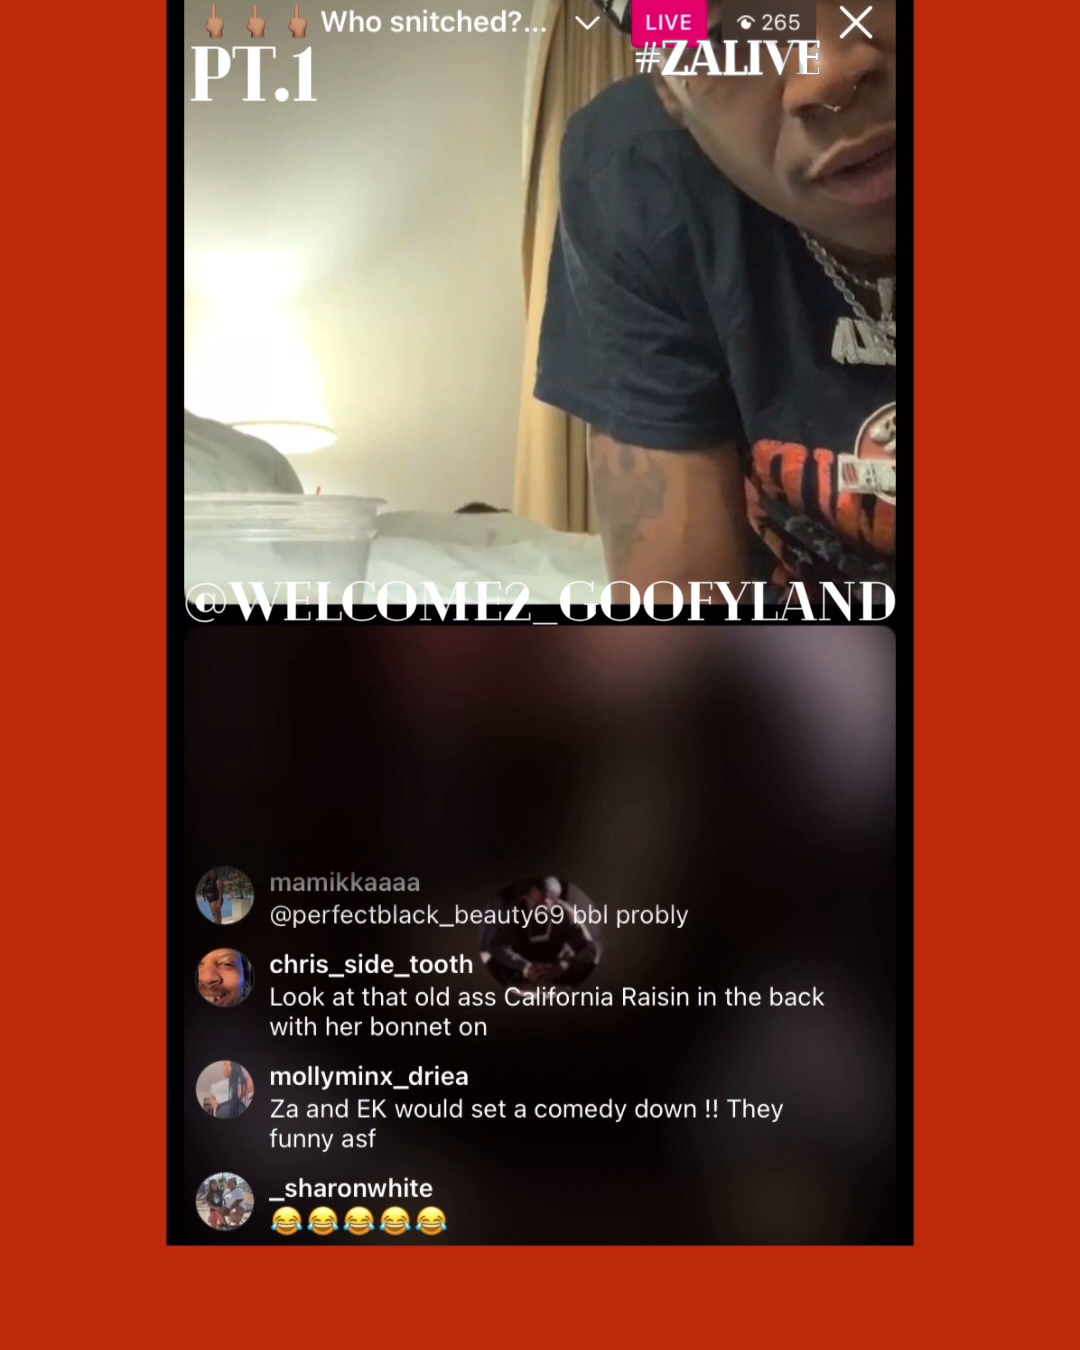 🖕🏽🖕🏽🖕🏽 Who snitched?...
LIVE
265
PT.1
#ZALIVE
@WELCOME2_GOOFYLAND
mamikkaaaa
@perfectblack_beauty69 bbl probly
chris_side_tooth
Look at that old ass California Raisin in the back
with her bonnet on
mollyminx_driea
Za and EK would set a comedy down !! They
funny asf
_sharonwhite
😂😂😂😂😂